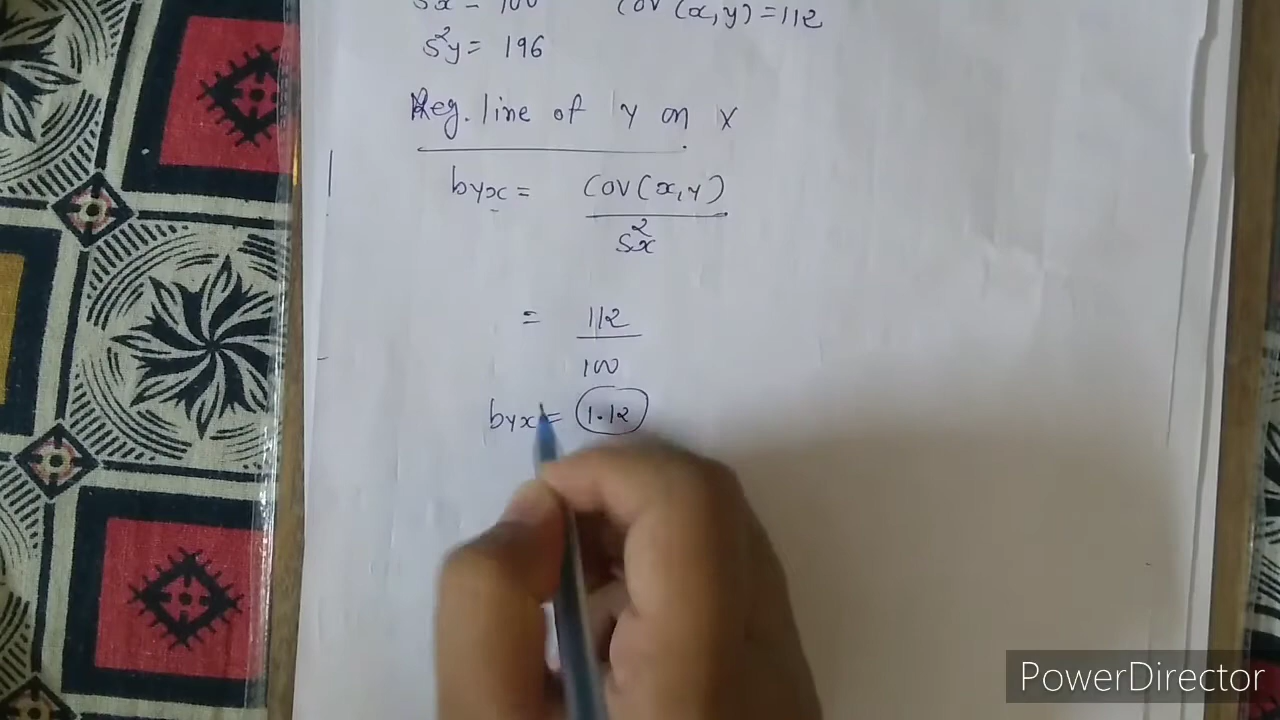 Cov (x,y) = 112
s²y = 196
Reg. line of y on x
byx = Cov(x,y)
s²x
= 112
100
byx = 1.12
PowerDirector